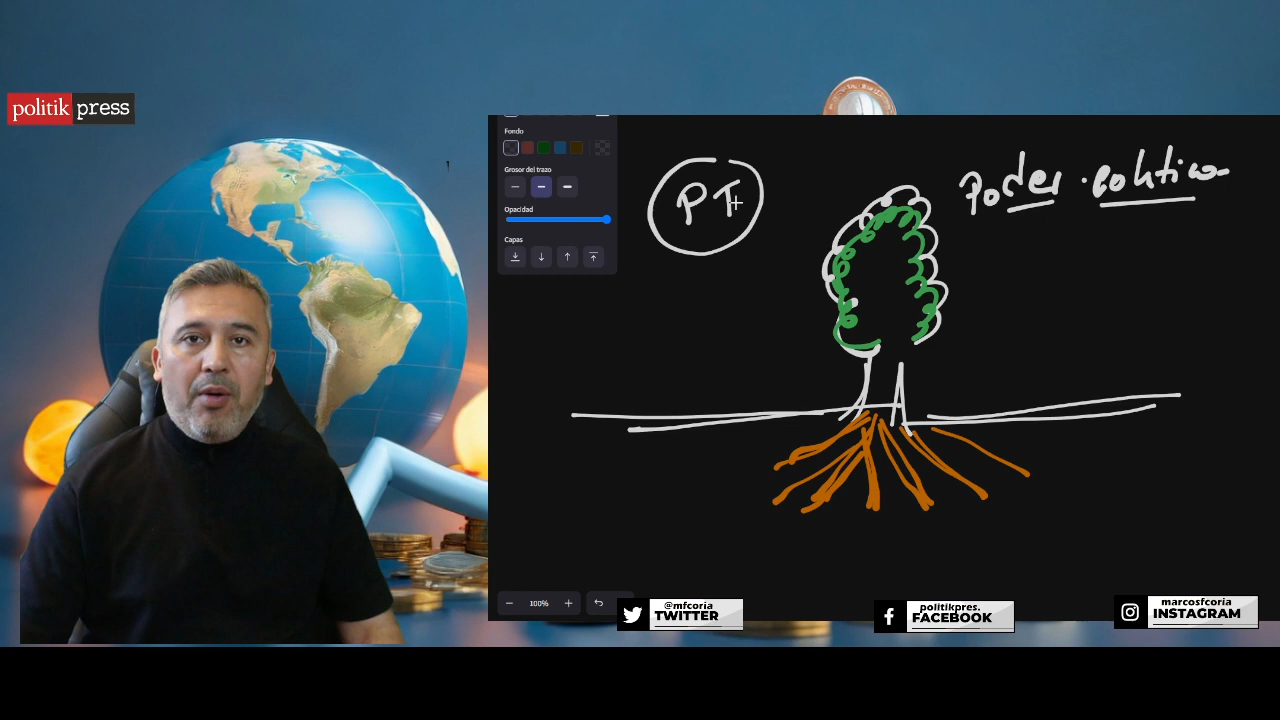 politik press
Fondo
Grosor del trazo
Opacidad
Capas
PT
Poder político
100%
@mfcoria
TWITTER
politikpres.
FACEBOOK
marcosfcoria
INSTAGRAM